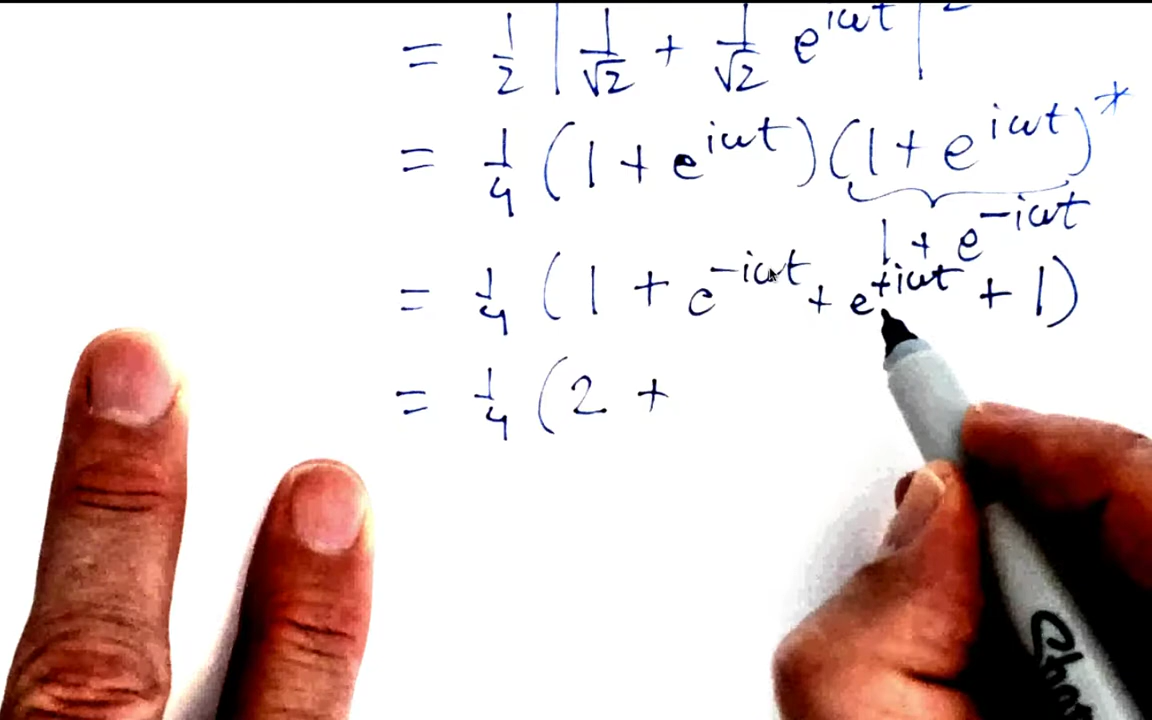 = 1/2 | 1/√2 + 1/√2 e^{iωt} |^2
= 1/4 (1 + e^{iωt})(1 + e^{iωt})^*
1 + e^{-iωt}
= 1/4 (1 + e^{-iωt} + e^{+iωt} + 1)
= 1/4 (2 +